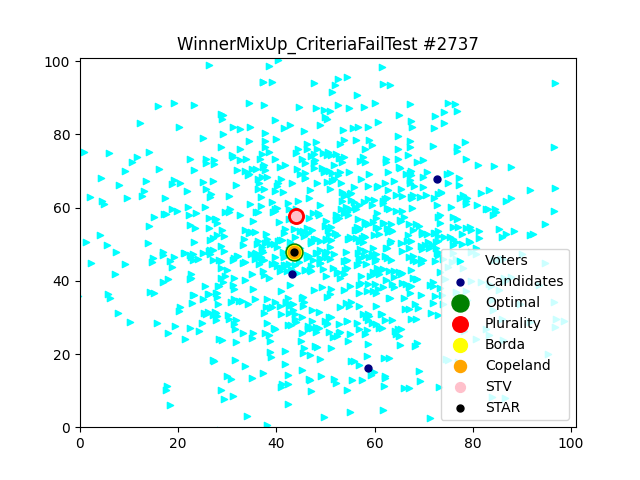 WinnerMixUp_CriteriaFailTest #2737
100
80
60
40
20
0
0 20 40 60 80 100
Voters
Candidates
Optimal
Plurality
Borda
Copeland
STV
STAR